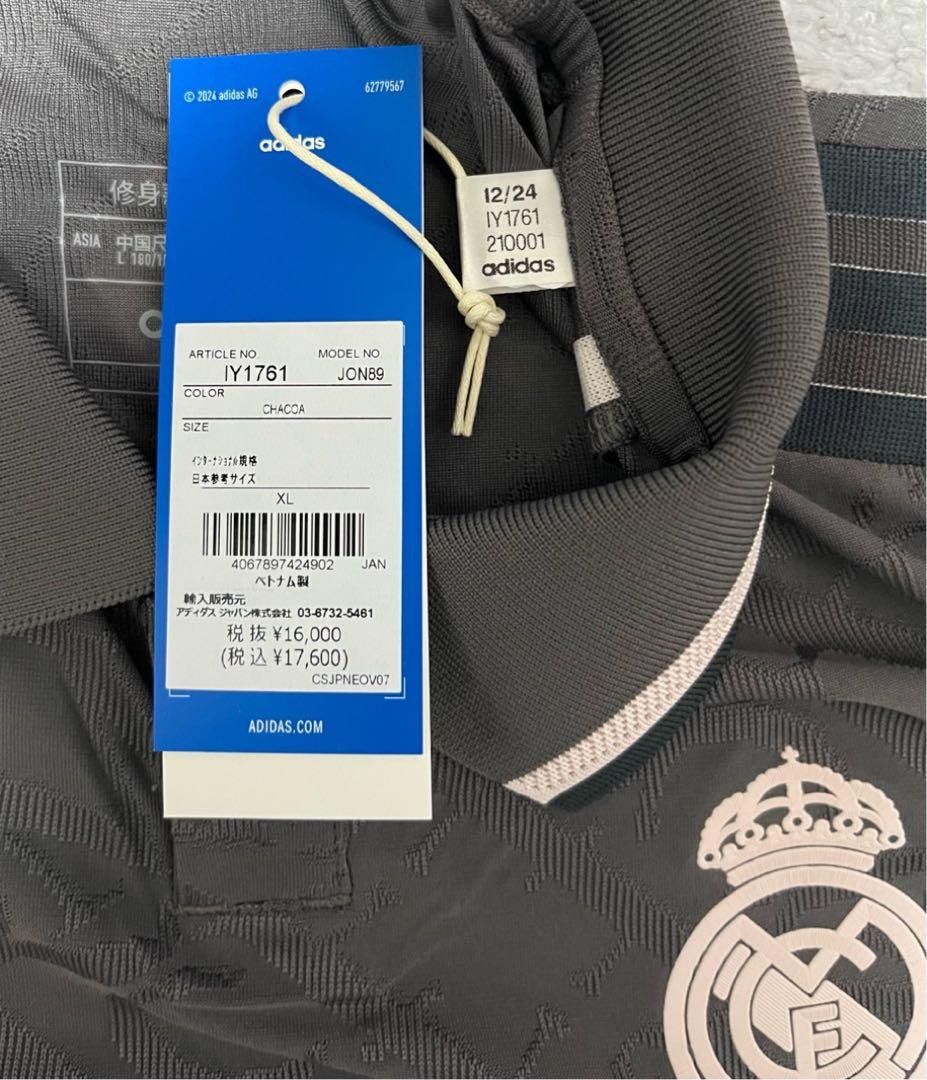 © 2024 adidas AG
62779567
adidas
ARTICLE NO.
MODEL NO.
IY1761
JON89
COLOR
CHACOA
SIZE
インターナショナル規格
日本参考サイズ
XL
4067897424902
JAN
ベトナム製
輸入販売元
アディダス ジャパン株式会社 03-6732-5461
税抜 ¥16,000
(税込 ¥17,600)
CSJPNEOV07
ADIDAS.COM
12/24
IY1761
210001
adidas
修身
ASIA
中国尺
L 180/1